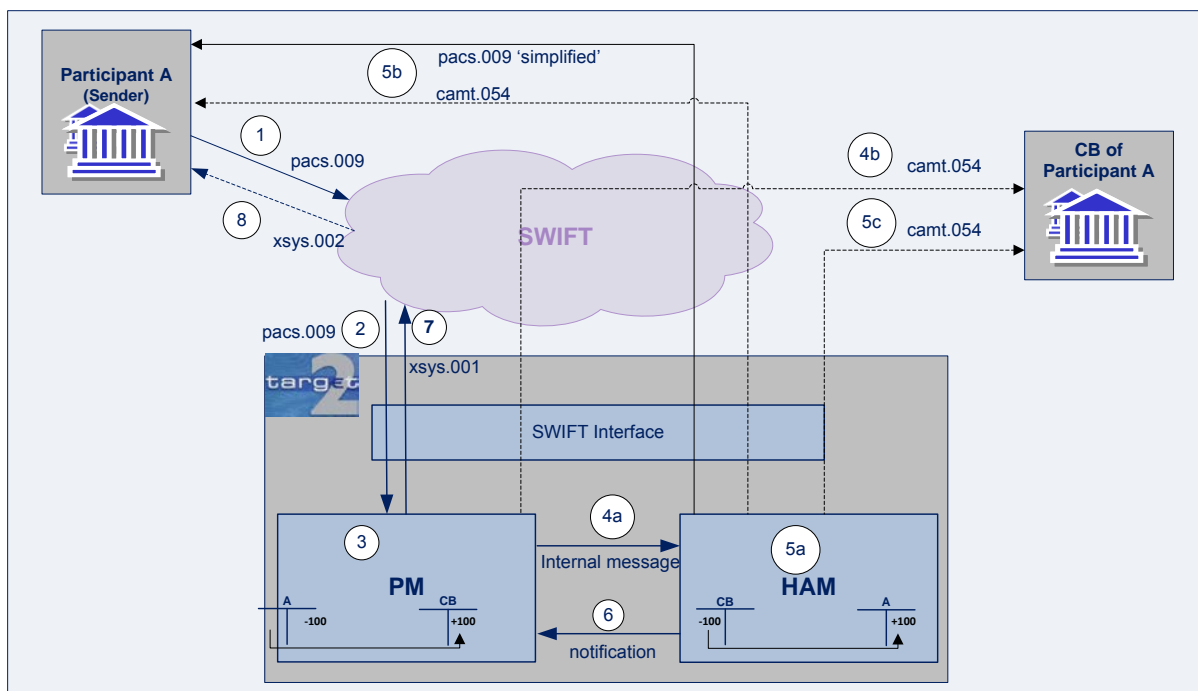 pacs.009 'simplified'
5b
Participant A
(Sender)
camt.054
1
CB of
Participant A
4b
camt.054
pacs.009
5c
camt.054
8
SWIFT
xsys.002
pacs.009
2
7
xsys.001
target
2
SWIFT Interface
4a
3
5a
Internal message
PM
HAM
A
-100
CB
+100
6
notification
CB
-100
A
+100